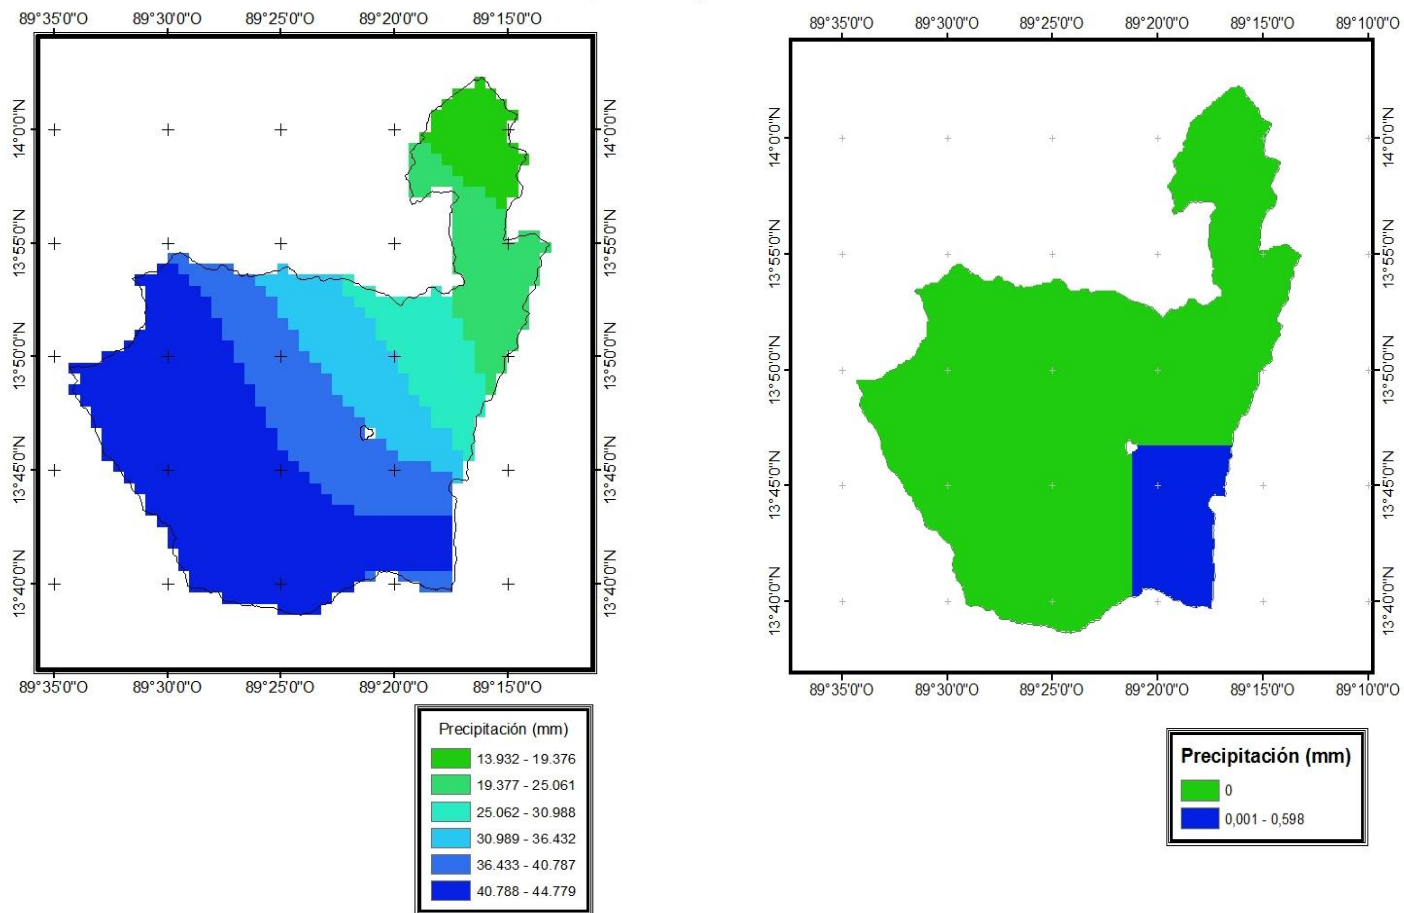 89°35'0"O 89°30'0"O 89°25'0"O 89°20'0"O 89°15'0"O
14°0'0"N
13°55'0"N
13°50'0"N
13°45'0"N
13°40'0"N
14°0'0"N
13°55'0"N
13°50'0"N
13°45'0"N
13°40'0"N
89°35'0"O 89°30'0"O 89°25'0"O 89°20'0"O 89°15'0"O
Precipitación (mm)
13.932 - 19.376
19.377 - 25.061
25.062 - 30.988
30.989 - 36.432
36.433 - 40.787
40.788 - 44.779
89°35'0"O 89°30'0"O 89°25'0"O 89°20'0"O 89°15'0"O 89°10'0"O
14°0'0"N
13°55'0"N
13°50'0"N
13°45'0"N
13°40'0"N
14°0'0"N
13°55'0"N
13°50'0"N
13°45'0"N
13°40'0"N
89°35'0"O 89°30'0"O 89°25'0"O 89°20'0"O 89°15'0"O 89°10'0"O
Precipitación (mm)
0
0,001 - 0,598